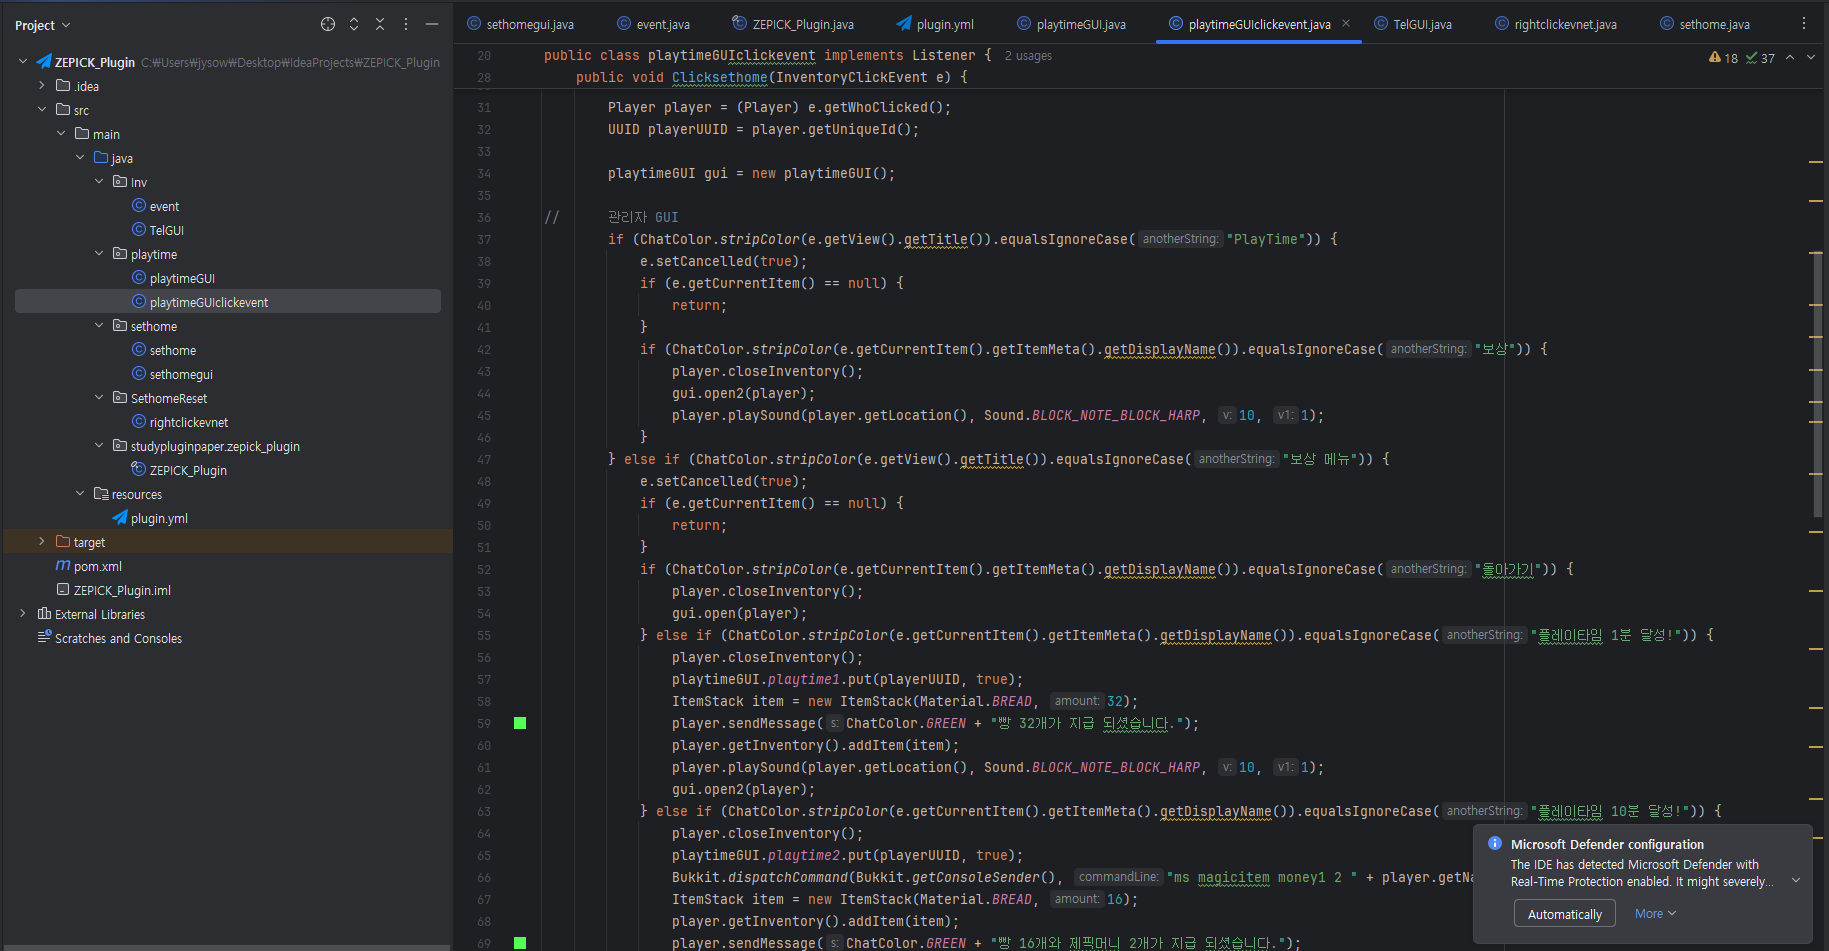 Project
ZEPICK_Plugin C:￦Users￦jysow￦Desktop￦IdeaProjects￦ZEPICK_Plugin
.idea
src
main
java
Inv
event
TelGUI
playtime
playtimeGUI
playtimeGUIclickevent
sethome
sethome
sethomegui
SethomeReset
rightclickevnet
studypluginpaper.zepick_plugin
ZEPICK_Plugin
resources
plugin.yml
target
pom.xml
ZEPICK_Plugin.iml
External Libraries
Scratches and Consoles
sethomegui.java event.java ZEPICK_Plugin.java plugin.yml playtimeGUI.java playtimeGUIclickevent.java TelGUI.java rightclickevnet.java sethome.java
18 37
20 public class playtimeGUIclickevent implements Listener { 2 usages
28 public void Clicksethome(InventoryClickEvent e) {
31 Player player = (Player) e.getWhoClicked();
32 UUID playerUUID = player.getUniqueId();
33
34 playtimeGUI gui = new playtimeGUI();
35
36 // 관리자 GUI
37 if (ChatColor.stripColor(e.getView().getTitle()).equalsIgnoreCase( anotherString: "PlayTime")) {
38 e.setCancelled(true);
39 if (e.getCurrentItem() == null) {
40 return;
41 }
42 if (ChatColor.stripColor(e.getCurrentItem().getItemMeta().getDisplayName()).equalsIgnoreCase( anotherString: "보상")) {
43 player.closeInventory();
44 gui.open2(player);
45 player.playSound(player.getLocation(), Sound.BLOCK_NOTE_BLOCK_HARP, v: 10, v1: 1);
46 }
47 } else if (ChatColor.stripColor(e.getView().getTitle()).equalsIgnoreCase( anotherString: "보상 메뉴")) {
48 e.setCancelled(true);
49 if (e.getCurrentItem() == null) {
50 return;
51 }
52 if (ChatColor.stripColor(e.getCurrentItem().getItemMeta().getDisplayName()).equalsIgnoreCase( anotherString: "돌아가기")) {
53 player.closeInventory();
54 gui.open(player);
55 } else if (ChatColor.stripColor(e.getCurrentItem().getItemMeta().getDisplayName()).equalsIgnoreCase( anotherString: "플레이타임 1분 달성!")) {
56 player.closeInventory();
57 playtimeGUI.playtime1.put(playerUUID, true);
58 ItemStack item = new ItemStack(Material.BREAD, amount: 32);
59 player.sendMessage( s: ChatColor.GREEN + "빵 32개가 지급 되셨습니다.");
60 player.getInventory().addItem(item);
61 player.playSound(player.getLocation(), Sound.BLOCK_NOTE_BLOCK_HARP, v: 10, v1: 1);
62 gui.open2(player);
63 } else if (ChatColor.stripColor(e.getCurrentItem().getItemMeta().getDisplayName()).equalsIgnoreCase( anotherString: "플레이타임 10분 달성!")) {
64 player.closeInventory();
65 playtimeGUI.playtime2.put(playerUUID, true);
66 Bukkit.dispatchCommand(Bukkit.getConsoleSender(), commandLine: "ms magicitem money1 2 " + player.getNa
67 ItemStack item = new ItemStack(Material.BREAD, amount: 16);
68 player.getInventory().addItem(item);
69 player.sendMessage( s: ChatColor.GREEN + "빵 16개와 제픽머니 2개가 지급 되셨습니다.");
Microsoft Defender configuration
The IDE has detected Microsoft Defender with
Real-Time Protection enabled. It might severely...
Automatically More